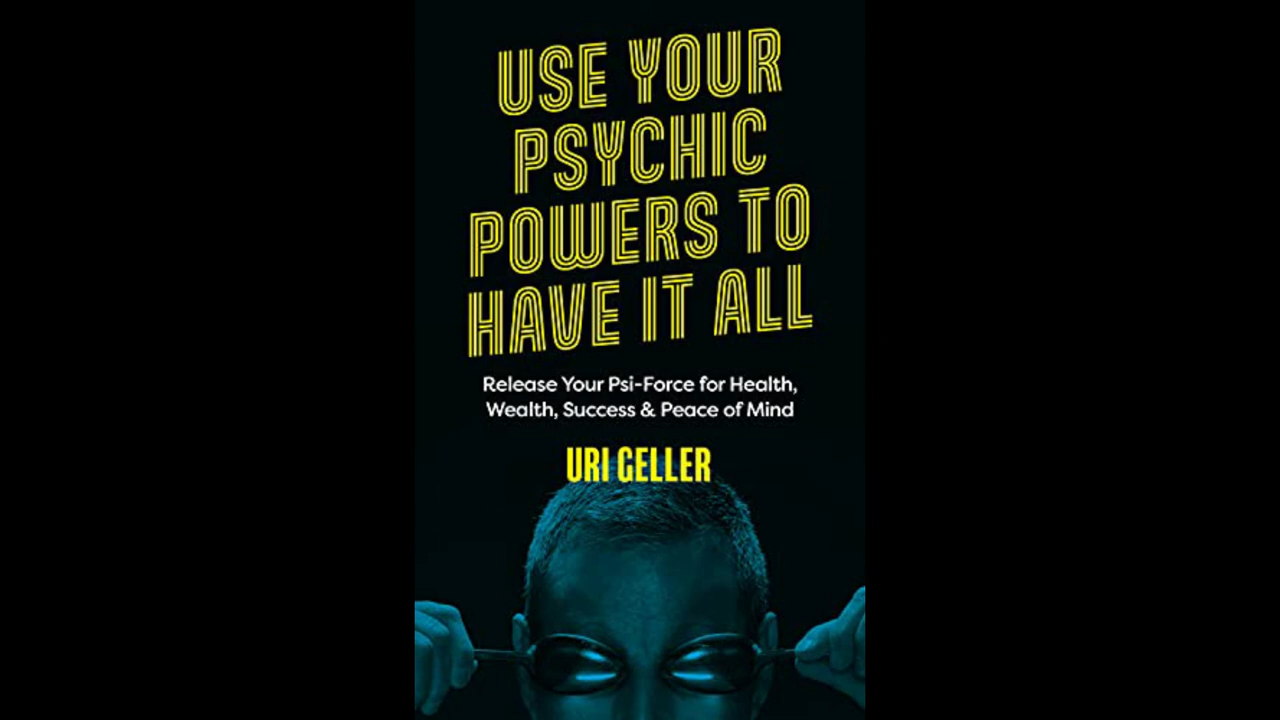 USE YOUR
PSYCHIC
POWERS TO
HAVE IT ALL
Release Your Psi-Force for Health,
Wealth, Success & Peace of Mind
URI GELLER